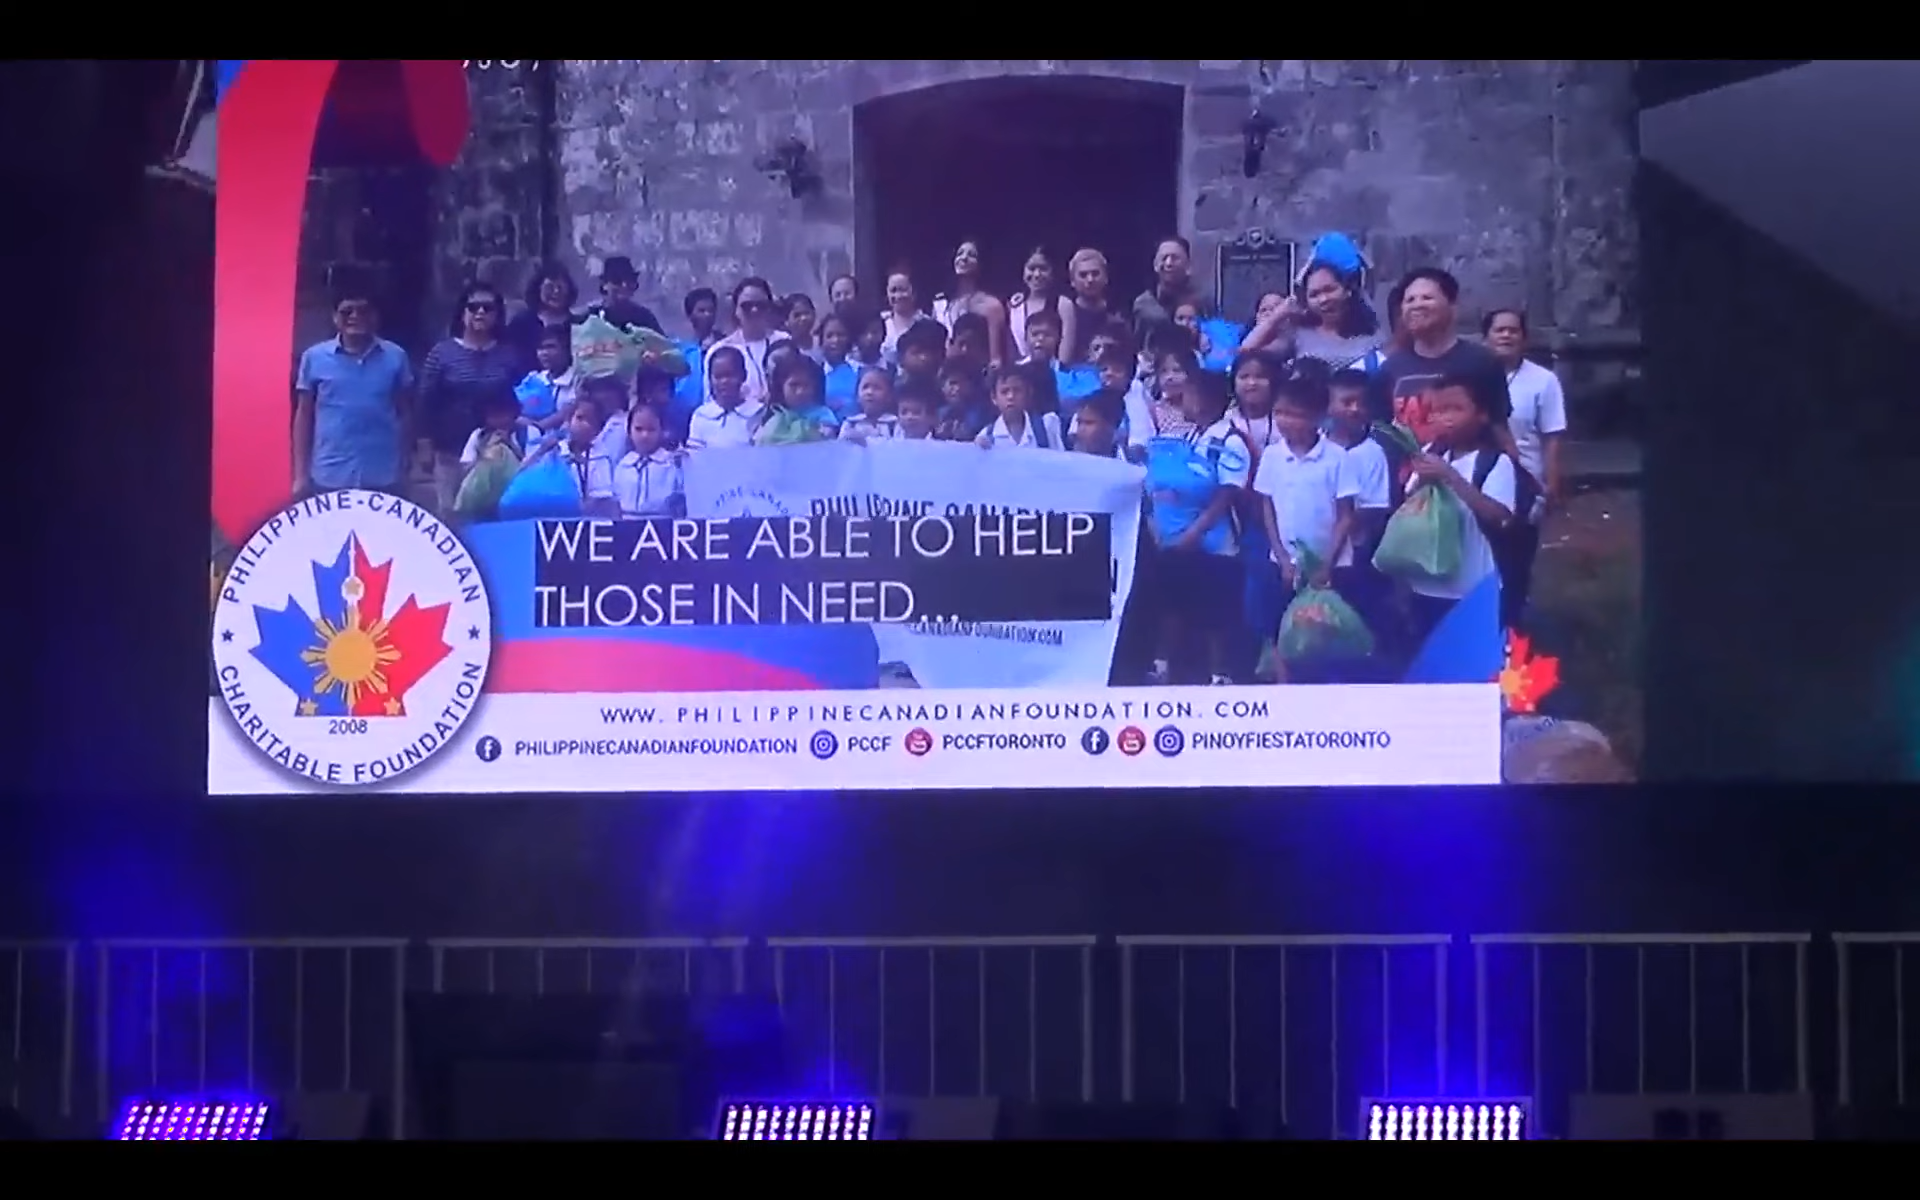 PHILIPPINE-CANADIAN
CHARITABLE FOUNDATION
2008
PHILIPPINE
WE ARE ABLE TO HELP
THOSE IN NEED...
WWW.PHILIPPINECANADIANFOUNDATION.COM
PHILIPPINECANADIANFOUNDATION PCCF PCCFTORONTO PINOYFIESTATORONTO